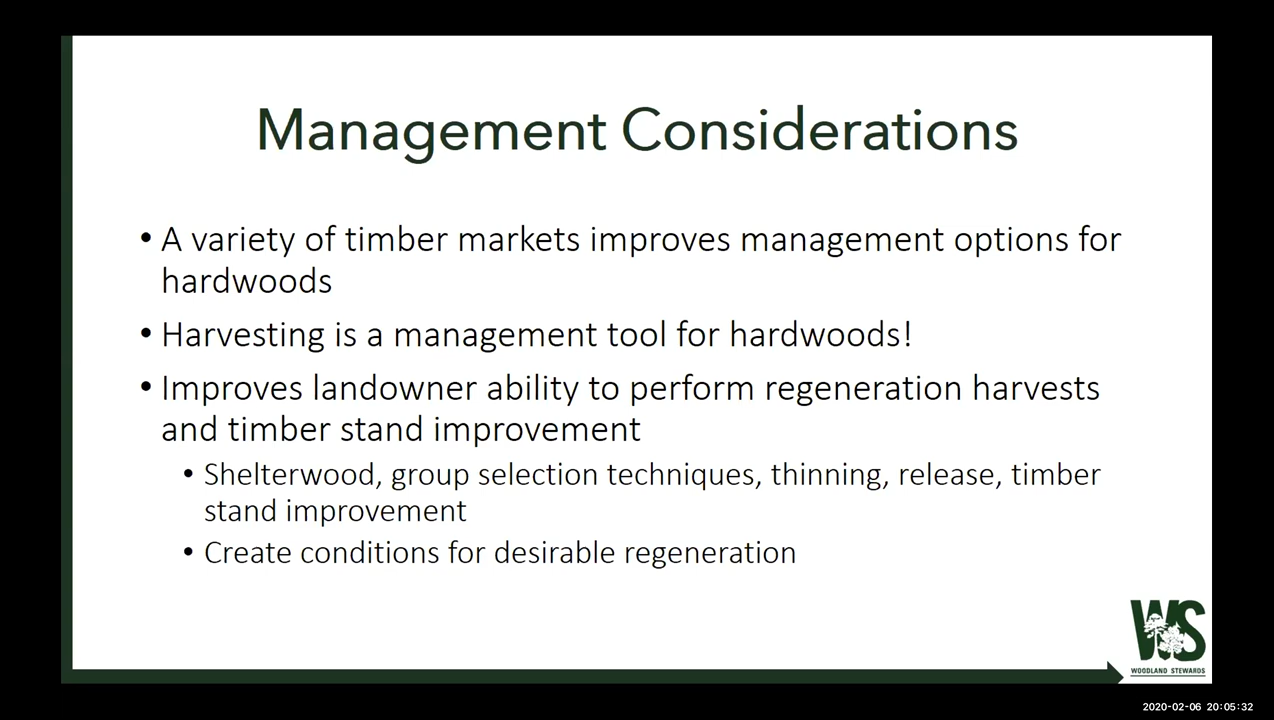 Management Considerations
• A variety of timber markets improves management options for
hardwoods
• Harvesting is a management tool for hardwoods!
• Improves landowner ability to perform regeneration harvests
and timber stand improvement
• Shelterwood, group selection techniques, thinning, release, timber
stand improvement
• Create conditions for desirable regeneration
WS
WOODLAND STEWARDS
2020-02-06 20:05:32